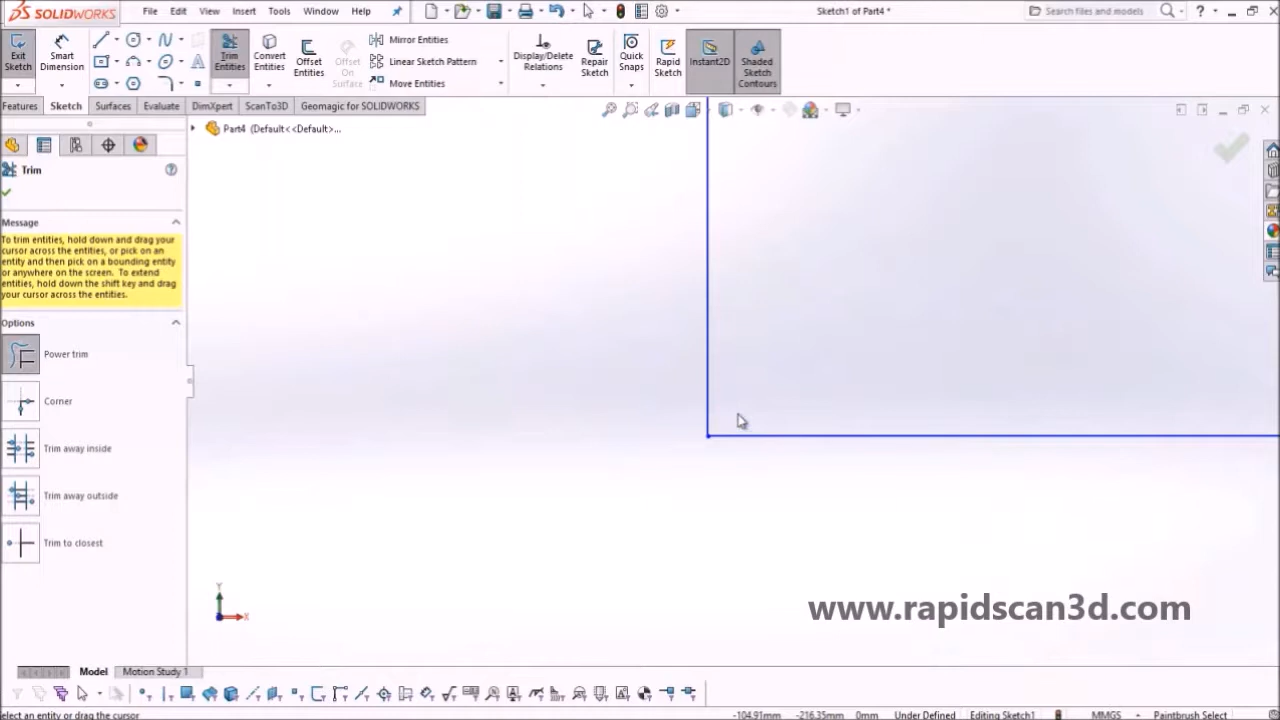 SOLIDWORKS File Edit View Insert Tools Window Help Sketch1 of Part4 * Search files and models
Exit Sketch
Smart Dimension
Trim Entities
Convert Entities
Offset Entities
Offset On Surface
Mirror Entities
Linear Sketch Pattern
Move Entities
Display/Delete Relations
Repair Sketch
Quick Snaps
Rapid Sketch
Instant2D
Shaded Sketch Contours
Features Sketch Surfaces Evaluate DimXpert ScanTo3D Geomagic for SOLIDWORKS
Part4 (Default<<Default>...
Trim
Message
To trim entities, hold down and drag your
cursor across the entities, or pick on an
entity and then pick on a bounding entity
or anywhere on the screen. To extend
entities, hold down the shift key and drag
your cursor across the entities.
Options
Power trim
Corner
Trim away inside
Trim away outside
Trim to closest
Y
X
www.rapidscan3d.com
Model Motion Study 1
Select an entity or drag the cursor -104.91mm -216.35mm 0mm Under Defined Editing Sketch1 MMGS Paintbrush Select